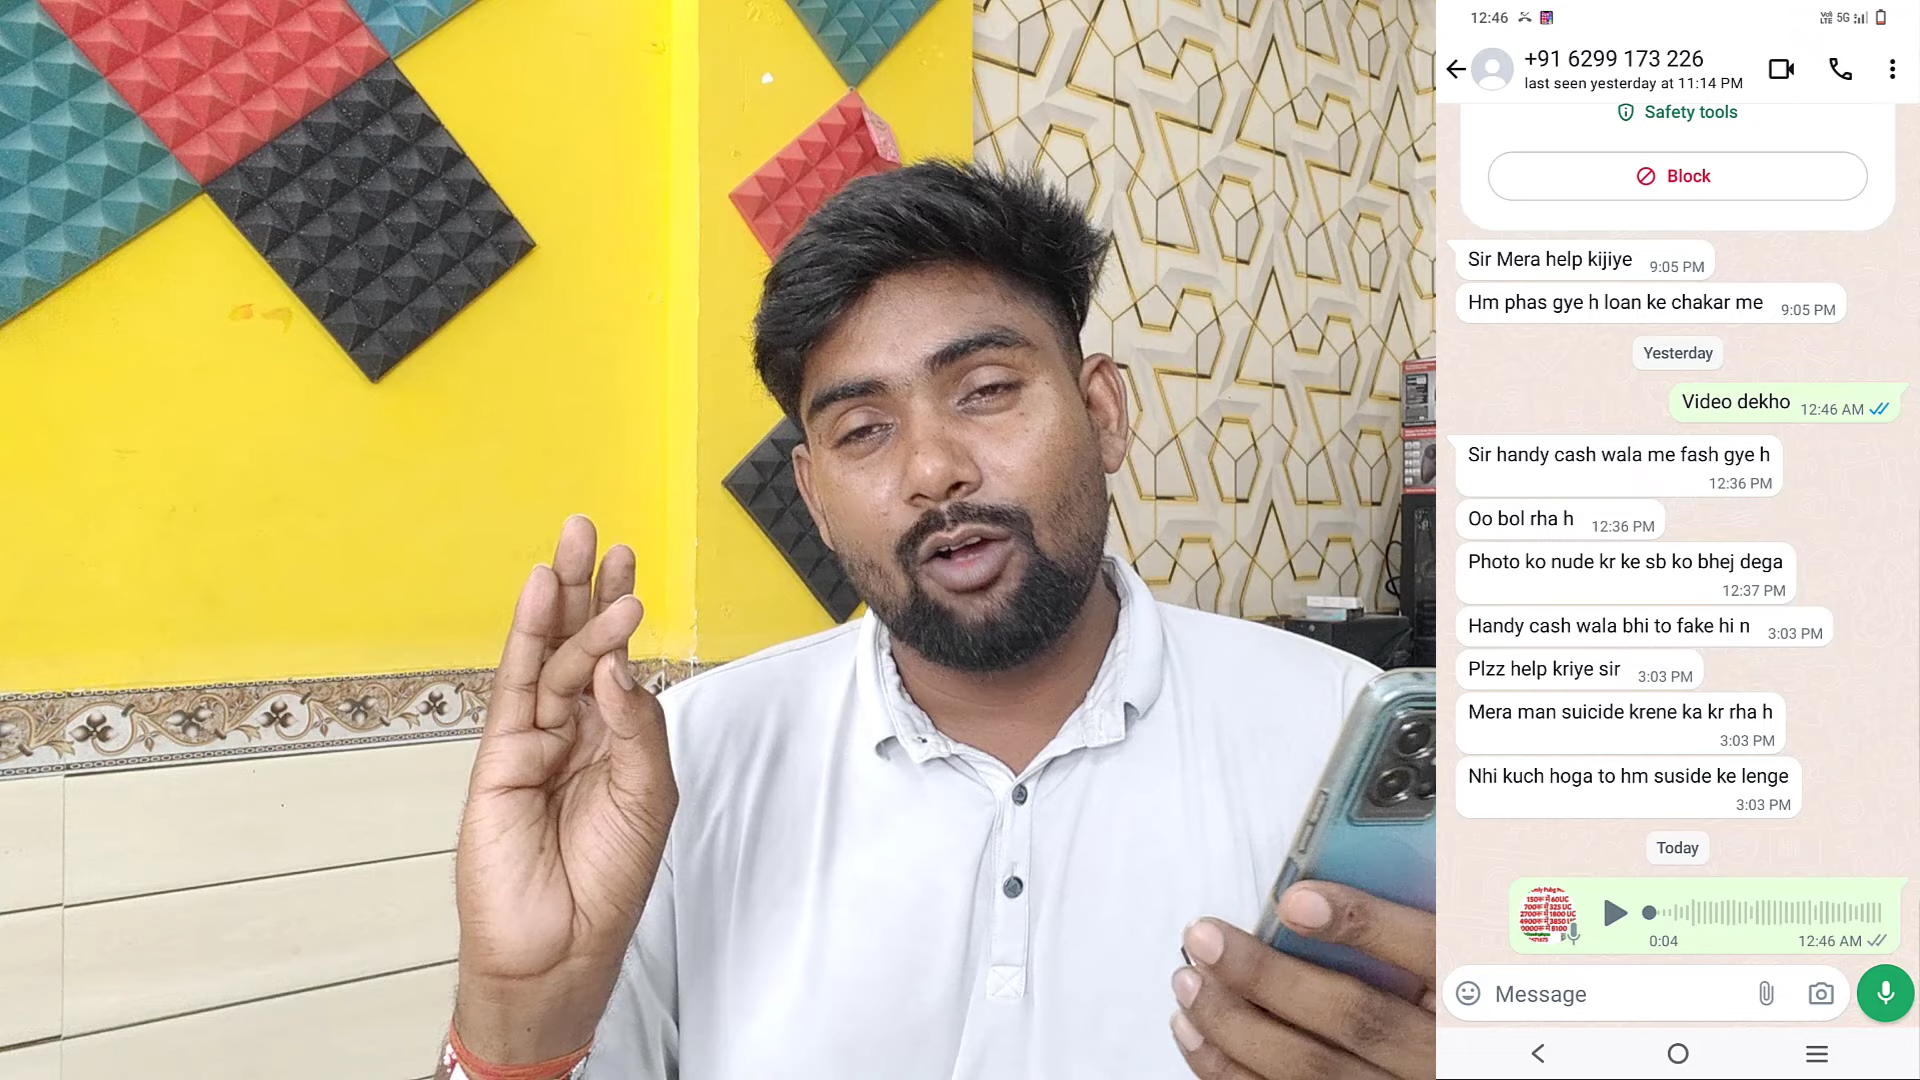 12:46
VoI) LTE 5G
+91 6299 173 226
last seen yesterday at 11:14 PM
Safety tools
Block
Sir Mera help kijiye 9:05 PM
Hm phas gye h loan ke chakar me 9:05 PM
Yesterday
Video dekho 12:46 AM
Sir handy cash wala me fash gye h
12:36 PM
Oo bol rha h 12:36 PM
Photo ko nude kr ke sb ko bhej dega
12:37 PM
Handy cash wala bhi to fake hi n 3:03 PM
Plzz help kriye sir 3:03 PM
Mera man suicide krene ka kr rha h
3:03 PM
Nhi kuch hoga to hm suside ke lenge
3:03 PM
Today
0:04 12:46 AM
Message